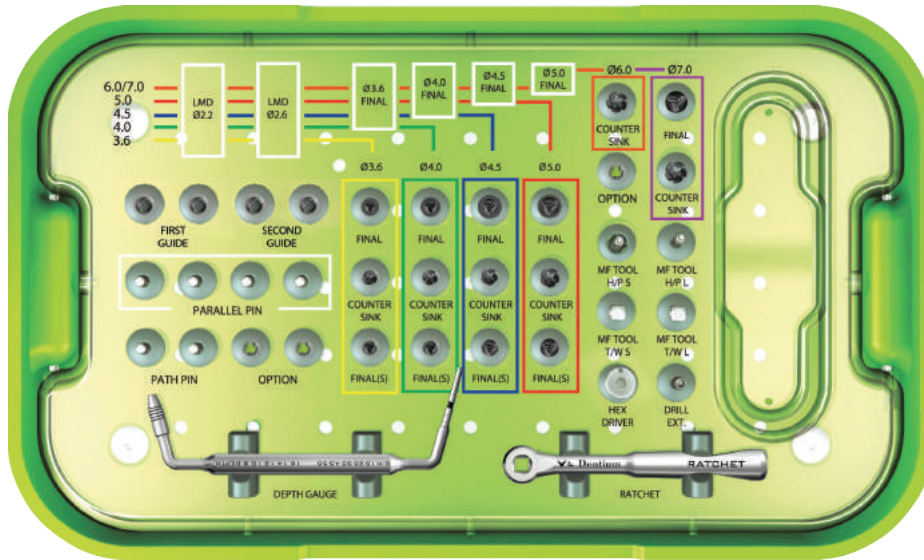 6.0/7.0
5.0
4.5
4.0
3.6
LMD
Ø2.2
LMD
Ø2.6
Ø3.6
FINAL
Ø4.0
FINAL
Ø4.5
FINAL
Ø5.0
FINAL
Ø6.0
Ø7.0
COUNTER
SINK
FINAL
OPTION
COUNTER
SINK
Ø3.6
Ø4.0
Ø4.5
Ø5.0
FIRST
GUIDE
SECOND
GUIDE
FINAL
FINAL
FINAL
FINAL
MF TOOL
H/P S
MF TOOL
H/P L
PARALLEL PIN
COUNTER
SINK
COUNTER
SINK
COUNTER
SINK
COUNTER
SINK
MF TOOL
T/W S
MF TOOL
T/W L
PATH PIN
OPTION
FINAL(S)
FINAL(S)
FINAL(S)
FINAL(S)
HEX
DRIVER
DRILL
EXT.
DEPTH GAUGE
Dentium
RATCHET
RATCHET